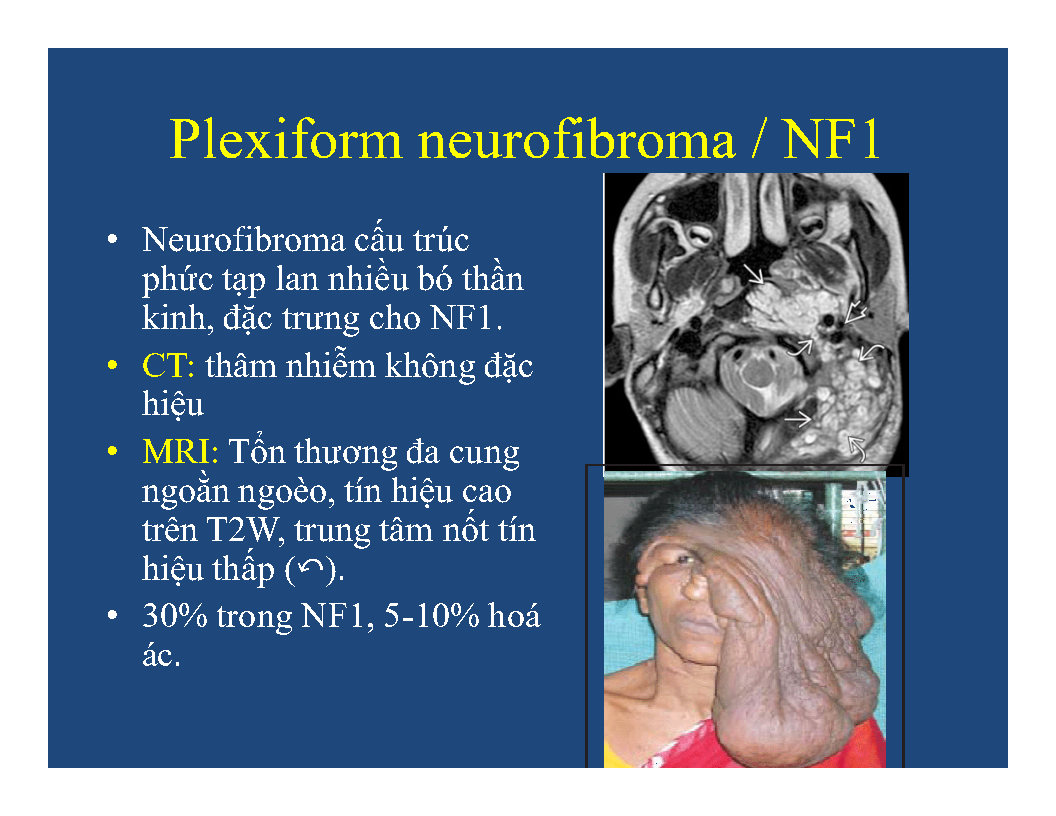 Plexiform neurofibroma / NF1
• Neurofibroma cấu trúc
phức tạp lan nhiều bó thần
kinh, đặc trưng cho NF1.
• CT: thâm nhiễm không đặc
hiệu
• MRI: Tổn thương đa cung
ngoằn ngoèo, tín hiệu cao
trên T2W, trung tâm nốt tín
hiệu thấp (↶).
• 30% trong NF1, 5-10% hoá
ác.